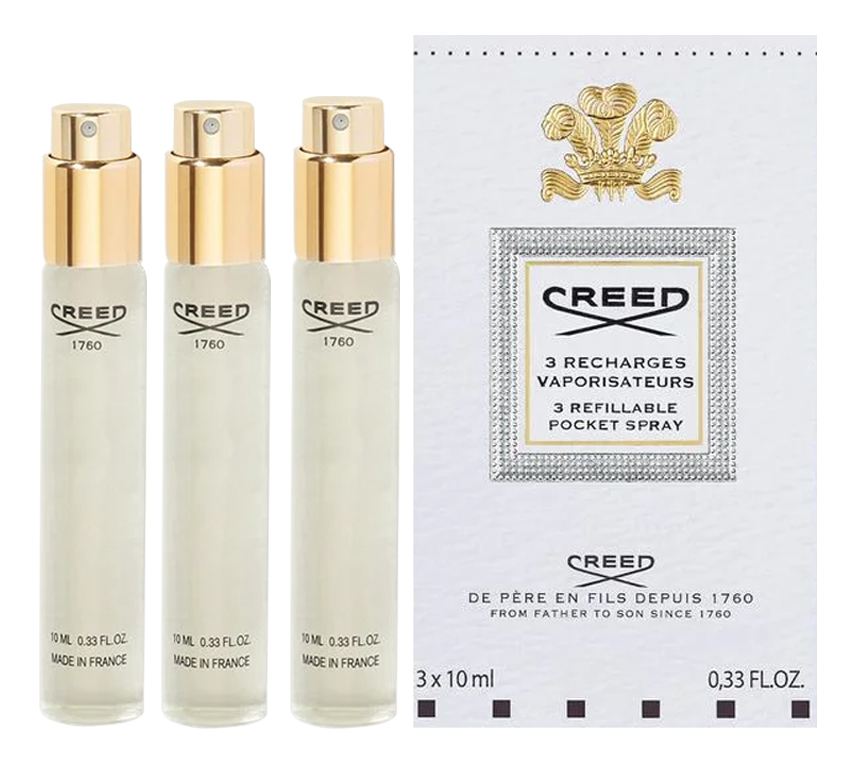 CREED
1760
10 ML 0.33 FL.OZ.
MADE IN FRANCE
CREED
1760
10 ML 0.33 FL.OZ.
MADE IN FRANCE
CREED
1760
10 ML 0.33 FL.OZ.
MADE IN FRANCE
CREED
3 RECHARGES
VAPORISATEURS
3 REFILLABLE
POCKET SPRAY
CREED
DE PÈRE EN FILS DEPUIS 1760
FROM FATHER TO SON SINCE 1760
3 x 10 ml 0,33 FL.OZ.